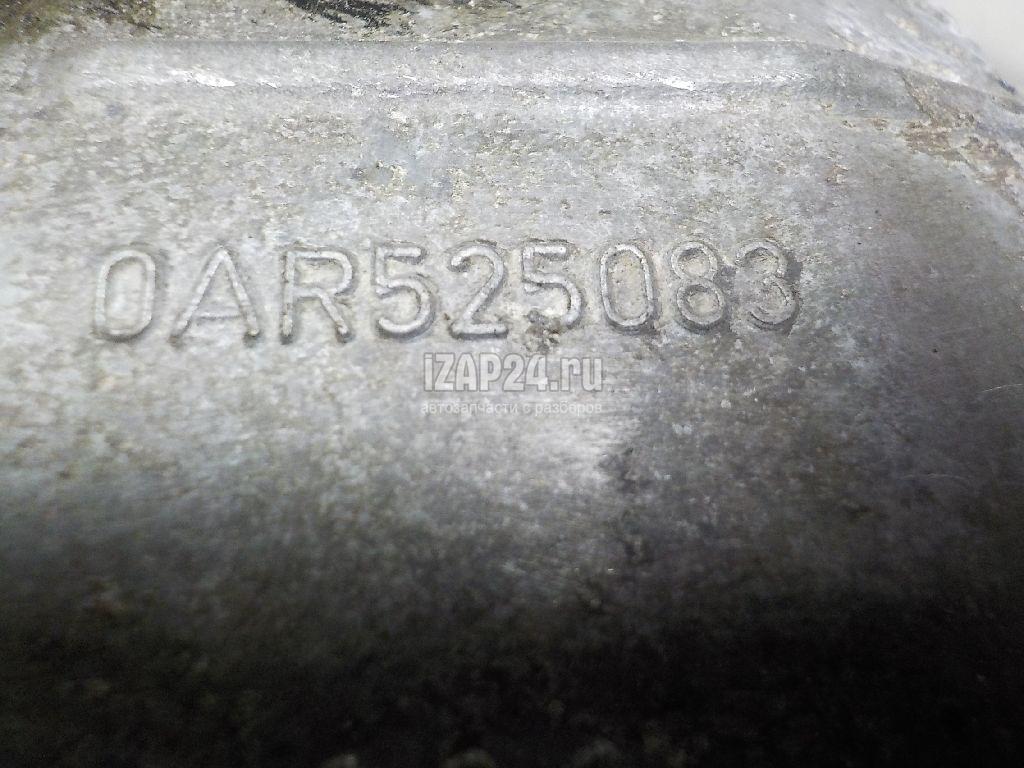 0AR525083
IZAP24.ru
автозапчасти с разборов